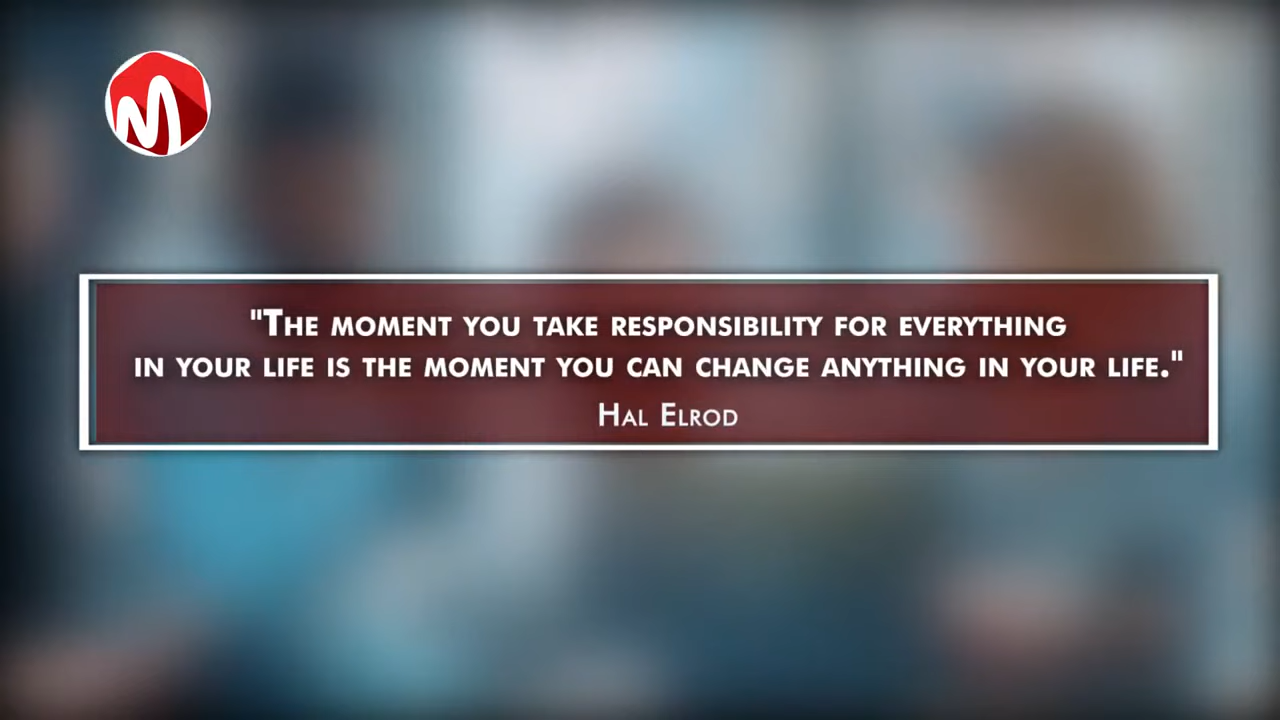 "The moment you take responsibility for everything
in your life is the moment you can change anything in your life."
Hal Elrod